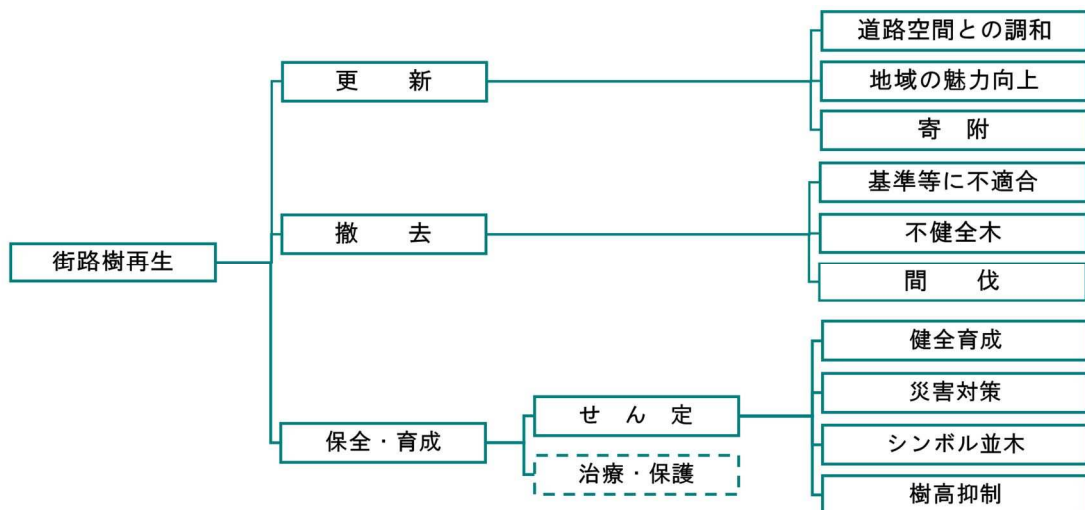 街路樹再生
更　　新
道路空間との調和
地域の魅力向上
寄　附
撤　　去
基準等に不適合
不健全木
間　　伐
保全・育成
せ　ん　定
健全育成
災害対策
シンボル並木
樹高抑制
治療・保護